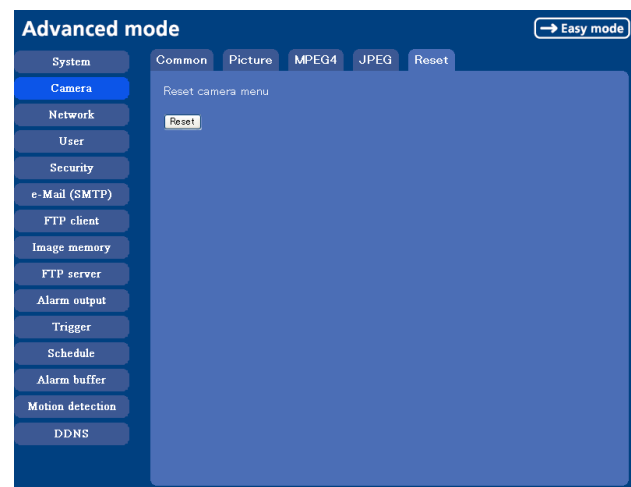 Advanced mode
→ Easy mode
System
Camera
Network
User
Security
e-Mail (SMTP)
FTP client
Image memory
FTP server
Alarm output
Trigger
Schedule
Alarm buffer
Motion detection
DDNS
Common Picture MPEG4 JPEG Reset
Reset camera menu
Reset